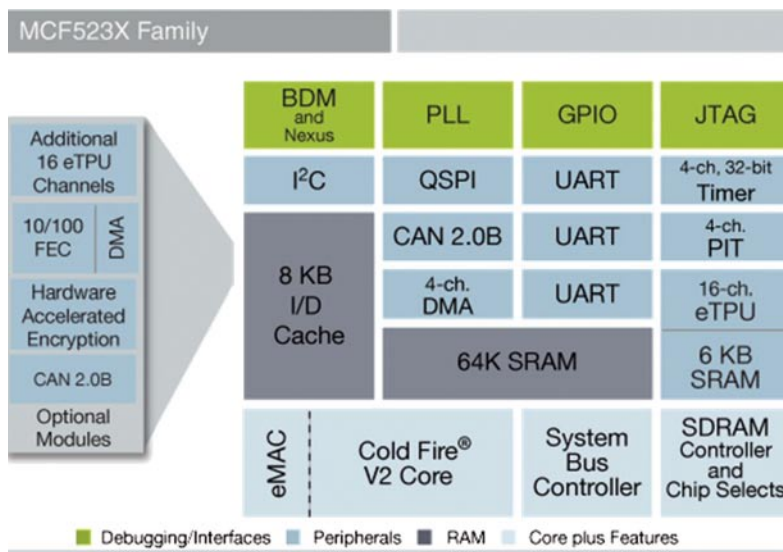 MCF523X Family
Additional
16 eTPU
Channels
10/100
FEC
DMA
Hardware
Accelerated
Encryption
CAN 2.0B
Optional
Modules
BDM
and
Nexus
PLL
GPIO
JTAG
I²C
QSPI
UART
4-ch, 32-bit
Timer
8 KB
I/D
Cache
CAN 2.0B
UART
4-ch.
PIT
4-ch.
DMA
UART
16-ch.
eTPU
64K SRAM
6 KB
SRAM
eMAC
Cold Fire®
V2 Core
System
Bus
Controller
SDRAM
Controller
and
Chip Selects
Debugging/Interfaces
Peripherals
RAM
Core plus Features